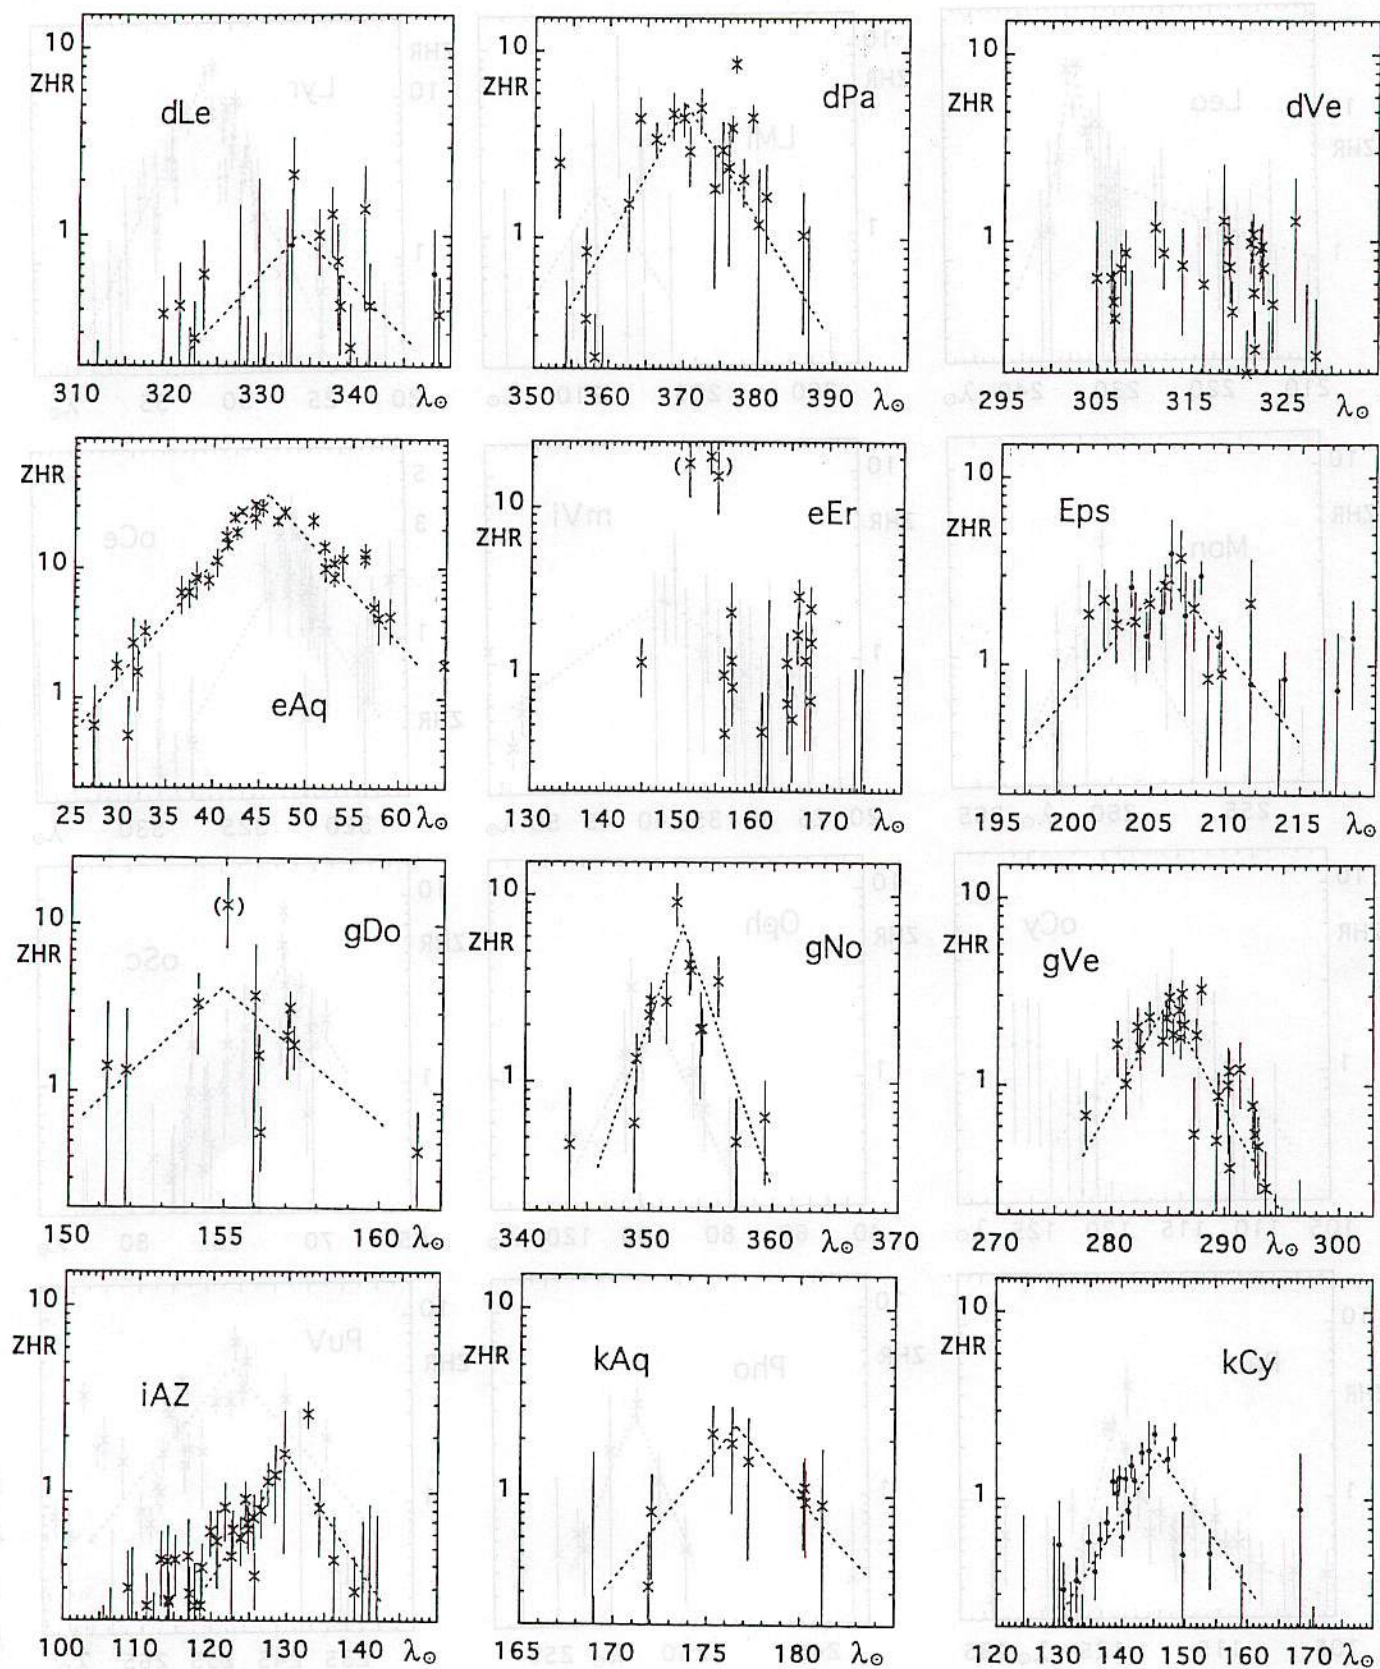 10
ZHR
dLe
1
310 320 330 340 λ⊙
10
ZHR
dPa
1
350 360 370 380 390 λ⊙
10
ZHR
dVe
1
295 305 315 325 λ⊙
ZHR
10
1
eAq
25 30 35 40 45 50 55 60 λ⊙
(×× )
10
ZHR
eEr
1
130 140 150 160 170 λ⊙
10
ZHR
Eps
1
195 200 205 210 215 λ⊙
(×)
10
ZHR
gDo
1
150 155 160 λ⊙
10
ZHR
gNo
1
340 350 360 λ⊙ 370
10
ZHR
gVe
1
270 280 290 λ⊙ 300
10
ZHR
iAZ
1
100 110 120 130 140 λ⊙
10
ZHR
kAq
1
165 170 175 180 λ⊙
10
ZHR
kCy
1
120 130 140 150 160 170 λ⊙